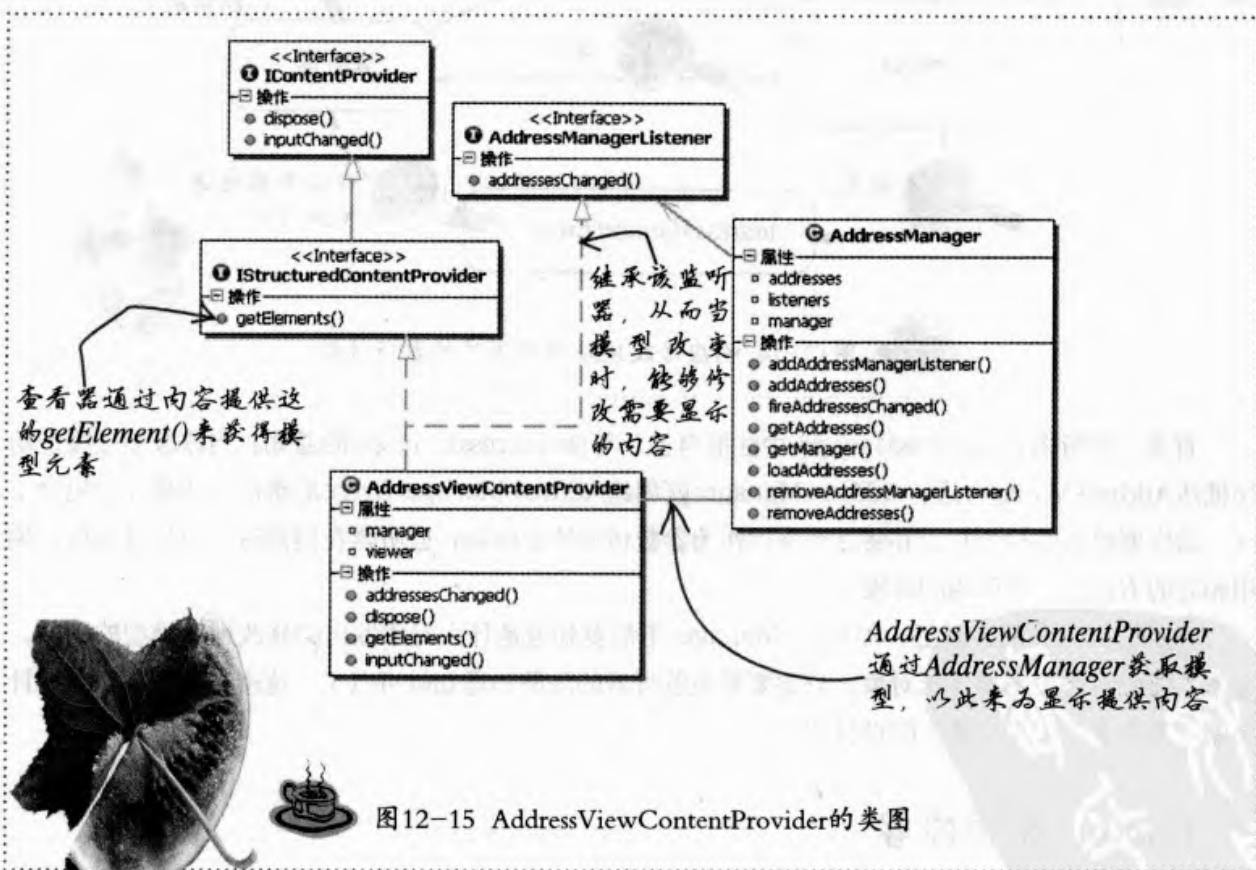 <<Interface>>
IContentProvider
操作
dispose()
inputChanged()
<<Interface>>
AddressManagerListener
操作
addressesChanged()
<<Interface>>
IStructuredContentProvider
操作
getElements()
AddressManager
属性
addresses
listeners
manager
操作
addAddressManagerListener()
addAddresses()
fireAddressesChanged()
getAddresses()
getManager()
loadAddresses()
removeAddressManagerListener()
removeAddresses()
继承该监听
器，从而当
模型改变
时，能够修
改需要显示
的内容
查看器通过内容提供这
的getElement()来获得模
型元素
AddressViewContentProvider
属性
manager
viewer
操作
addressesChanged()
dispose()
getElements()
inputChanged()
AddressViewContentProvider
通过AddressManager获取模
型，以此来为显示提供内容
图12-15 AddressViewContentProvider的类图